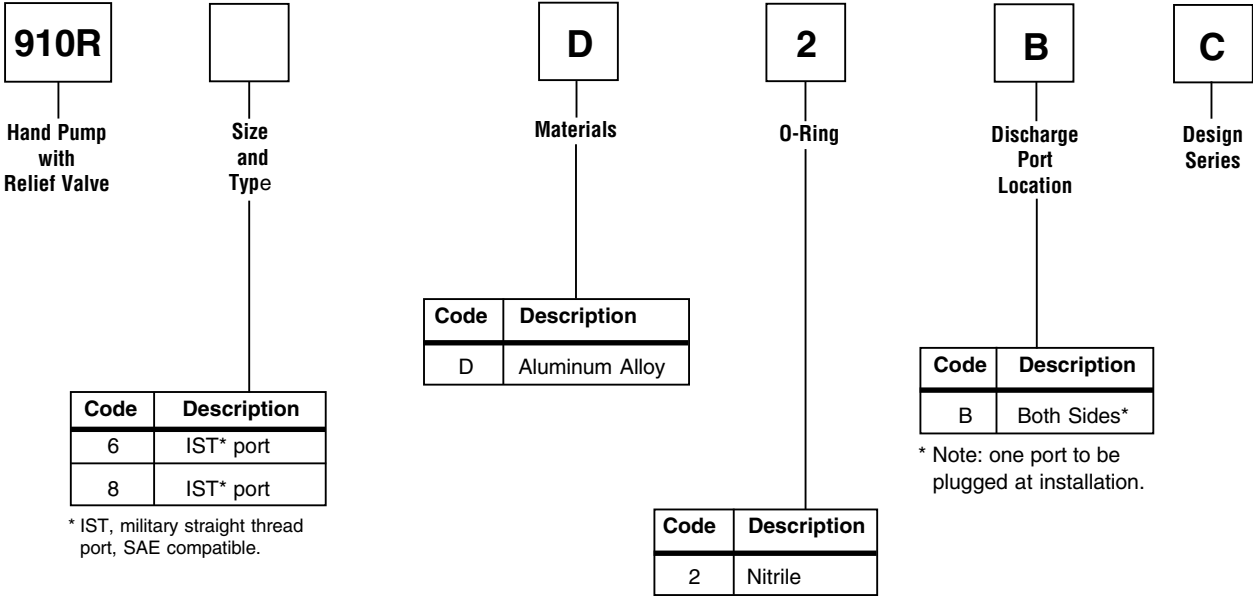 910R
D
2
B
C
Hand Pump
with
Relief Valve
Size
and
Type
Materials
O-Ring
Discharge
Port
Location
Design
Series
Code Description
D Aluminum Alloy
Code Description
B Both Sides*
* Note: one port to be
plugged at installation.
Code Description
6 IST* port
8 IST* port
* IST, military straight thread
port, SAE compatible.
Code Description
2 Nitrile